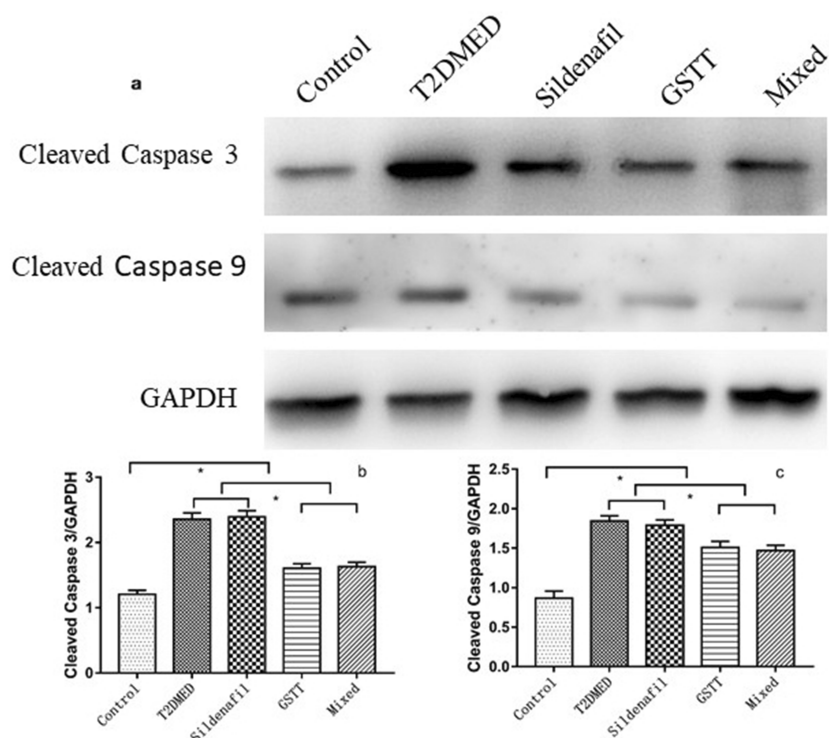 a
Control
T2DMED
Sildenafil
GSTT
Mixed
Cleaved Caspase 3
Cleaved Caspase 9
GAPDH
b
Cleaved Caspase 3/GAPDH
3
2
1
0
*
*
Control
T2DMED
Sildenafil
GSTT
Mixed
c
Cleaved Caspase 9/GAPDH
2.5
2.0
1.5
1.0
0.5
0.0
*
*
Control
T2DMED
Sildenafil
GSTT
Mixed